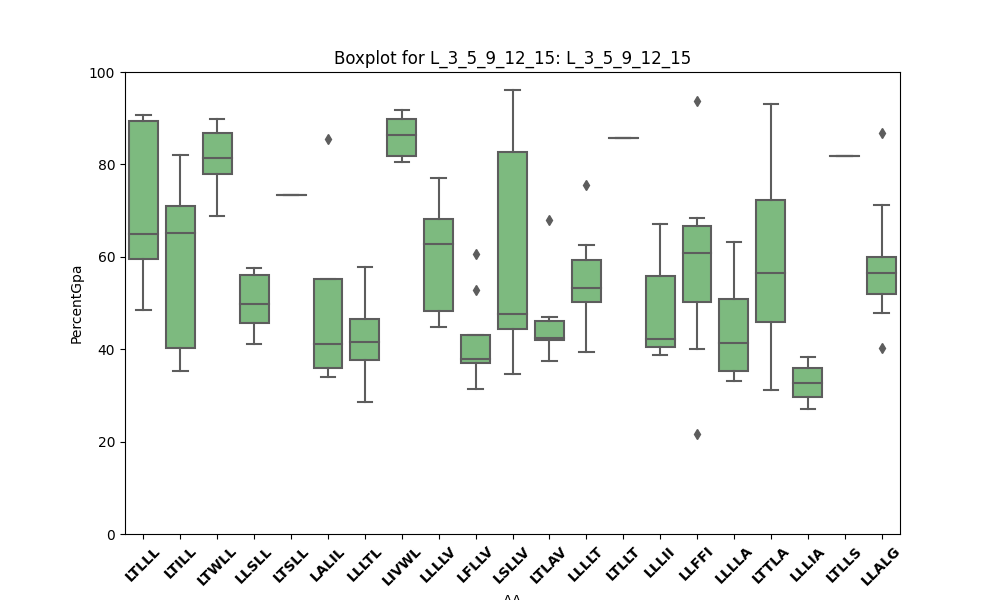 Boxplot for L_3_5_9_12_15: L_3_5_9_12_15
100
80
60
40
20
0
PercentGpa
LTLLL LTILL LTWLL LLSLL LTSLL LALIL LLLTL LIVWL LLLLV LFLLV LSLLV LTLAV LLLLT LTLLT LLLII LLFFI LLLLA LTTLA LLLIA LTLLS LLALG
AA